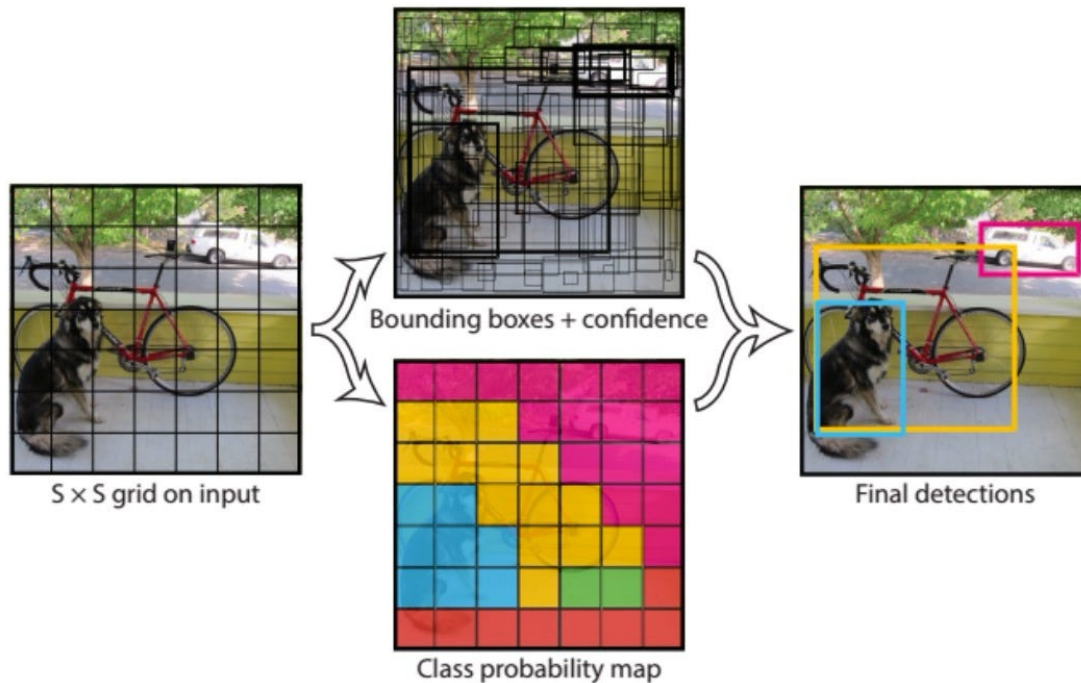 Bounding boxes + confidence
S × S grid on input
Final detections
Class probability map